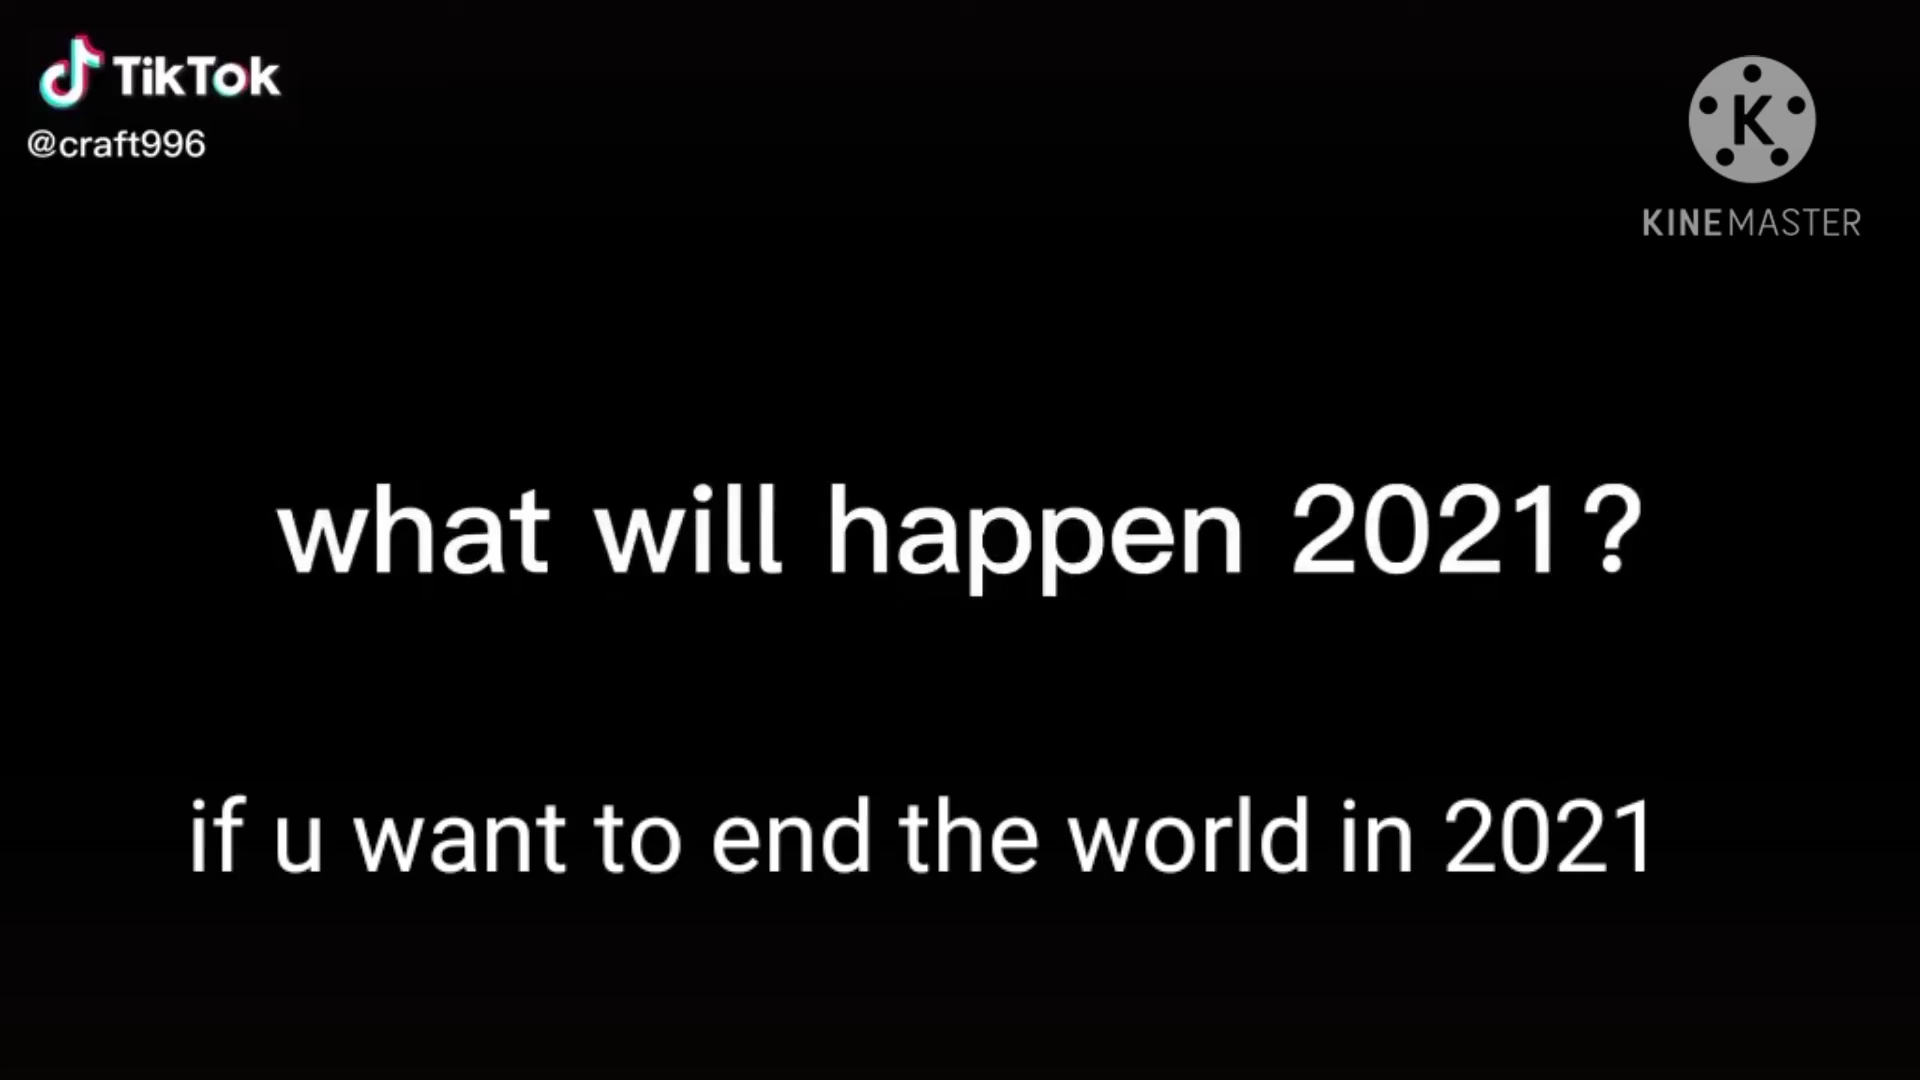 TikTok
@craft996
K
KINEMASTER
what will happen 2021?
if u want to end the world in 2021